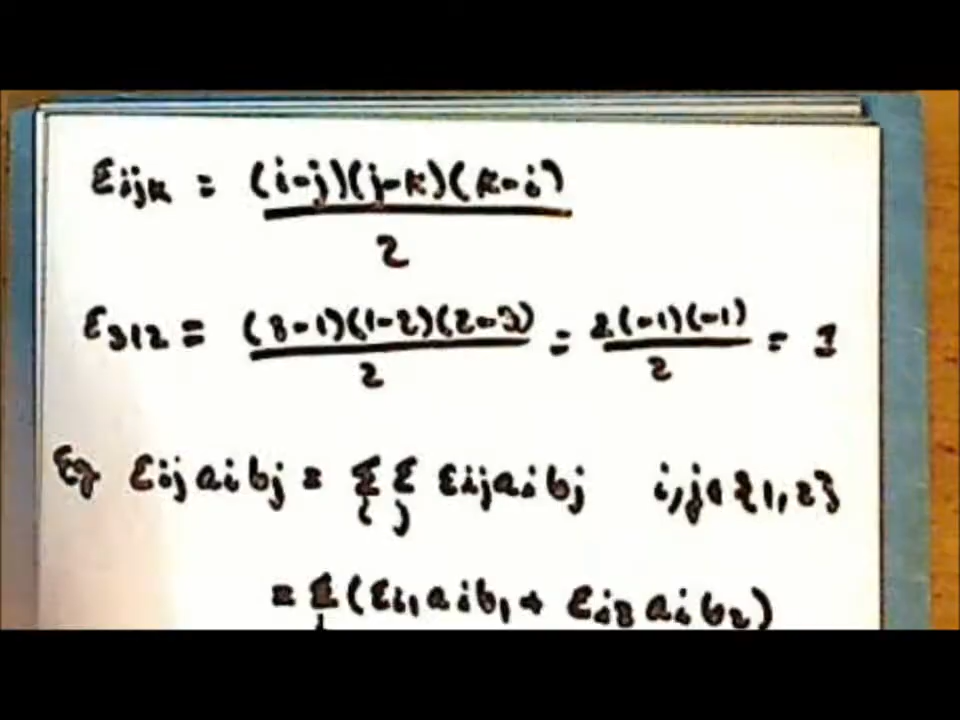 εijk = (i-j)(j-k)(k-i) / 2
ε312 = (3-1)(1-2)(2-3) / 2 = 2(-1)(-1) / 2 = 1
Eg εij ai bj = Σi Σj εij ai bj i,j ∈ {1,2}
= Σi (εi1 ai b1 + εi2 ai b2)